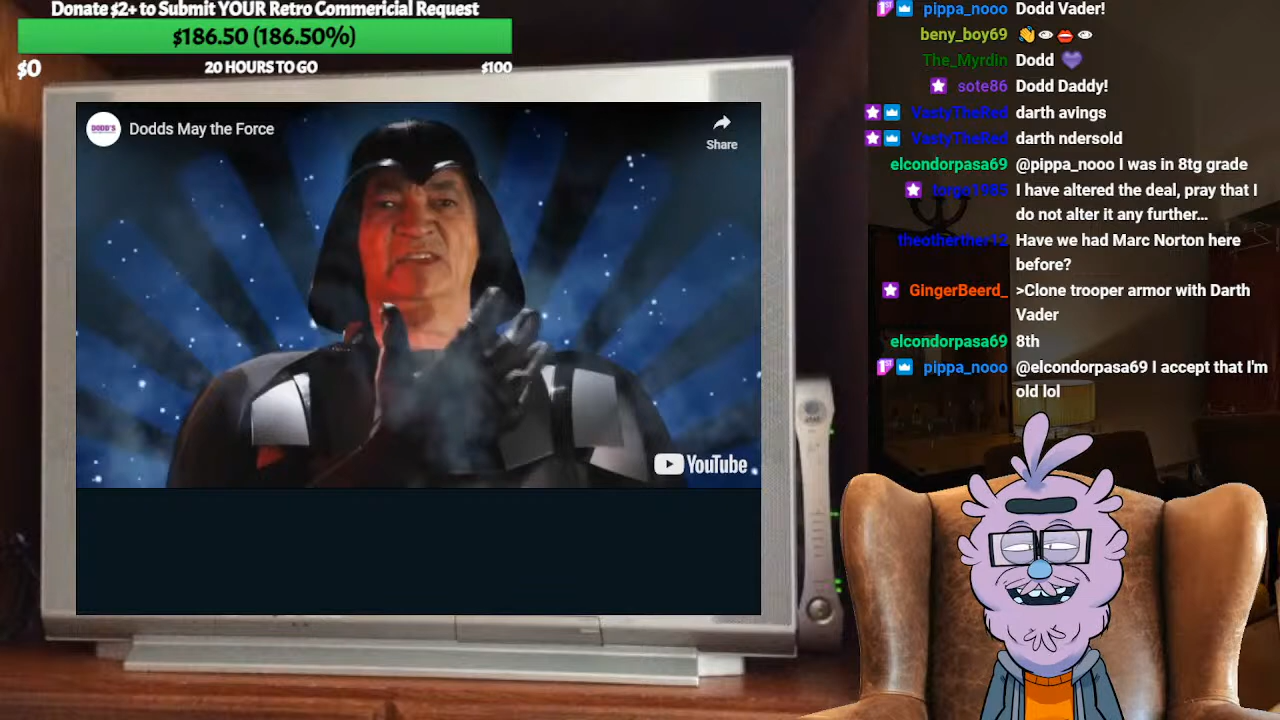 Donate $2+ to Submit YOUR Retro Commericial Request
$186.50 (186.50%)
$0
20 HOURS TO GO
$100
DODD'S
Dodds May the Force
Share
YouTube
pippa_nooo Dodd Vader!
beny_boy69 👋👁👄👁
The_Myrdin Dodd 💜
sote86 Dodd Daddy!
VastyTheRed darth avings
VastyTheRed darth ndersold
elcondorpasa69 @pippa_nooo I was in 8tg grade
torgo1985 I have altered the deal, pray that I
do not alter it any further...
theotherther12 Have we had Marc Norton here
before?
GingerBeerd_ >Clone trooper armor with Darth
Vader
elcondorpasa69 8th
pippa_nooo @elcondorpasa69 I accept that I'm
old lol